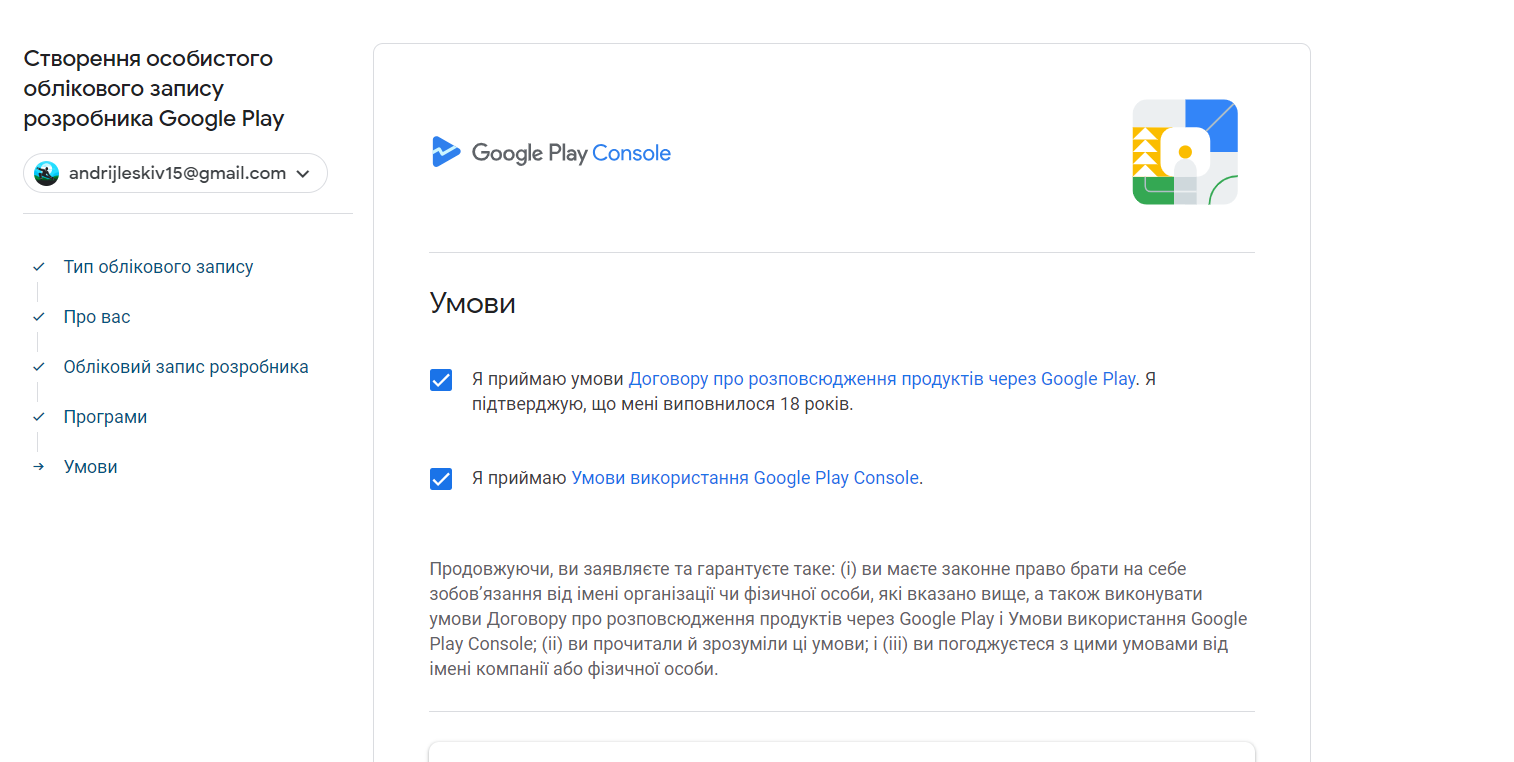 Створення особистого
облікового запису
розробника Google Play
andrijleskiv15@gmail.com
Тип облікового запису
Про вас
Обліковий запис розробника
Програми
Умови
Google Play Console
Умови
Я приймаю умови Договору про розповсюдження продуктів через Google Play. Я
підтверджую, що мені виповнилося 18 років.
Я приймаю Умови використання Google Play Console.
Продовжуючи, ви заявляєте та гарантуєте таке: (i) ви маєте законне право брати на себе
зобов’язання від імені організації чи фізичної особи, які вказано вище, а також виконувати
умови Договору про розповсюдження продуктів через Google Play і Умови використання Google
Play Console; (ii) ви прочитали й зрозуміли ці умови; і (iii) ви погоджуєтеся з цими умовами від
імені компанії або фізичної особи.